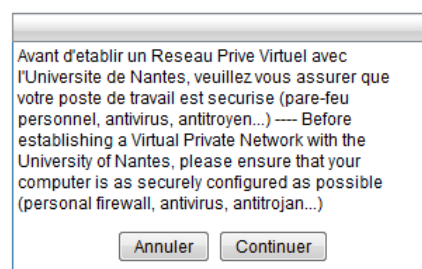 Avant d'etablir un Reseau Prive Virtuel avec
l'Universite de Nantes, veuillez vous assurer que
votre poste de travail est securise (pare-feu
personnel, antivirus, antitroyen...) ---- Before
establishing a Virtual Private Network with the
University of Nantes, please ensure that your
computer is as securely configured as possible
(personal firewall, antivirus, antitrojan...)
Annuler Continuer